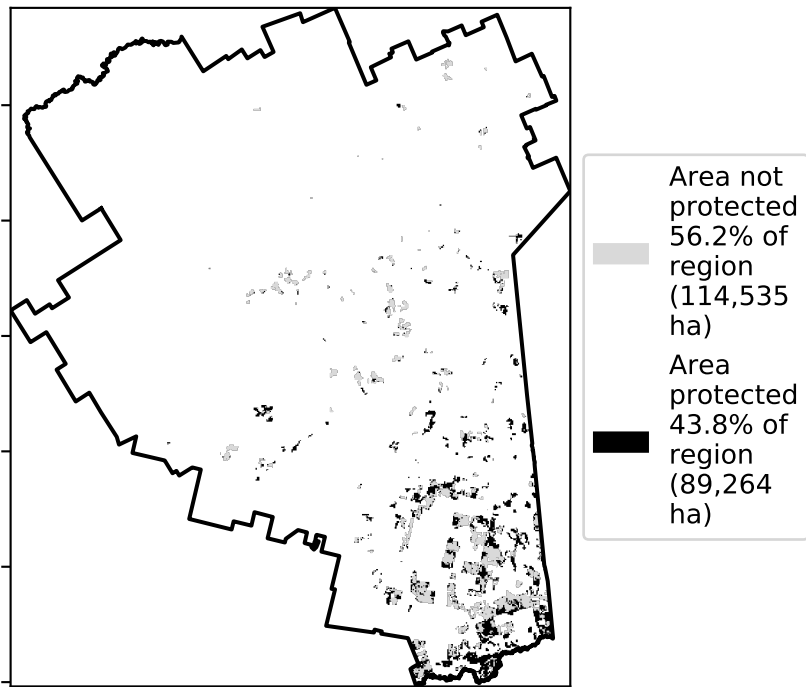 Area not
protected
56.2% of
region
(114,535
ha)
Area
protected
43.8% of
region
(89,264
ha)